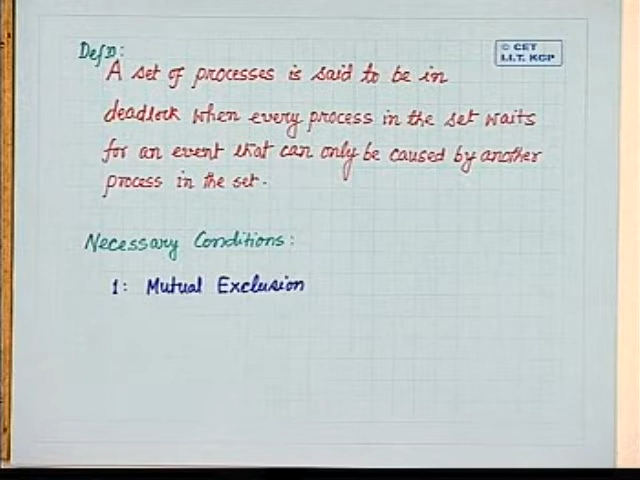 Defn:
© CET
I.I.T. KGP
A set of processes is said to be in
deadlock when every process in the set waits
for an event that can only be caused by another
process in the set.
Necessary Conditions:
1: Mutual Exclusion